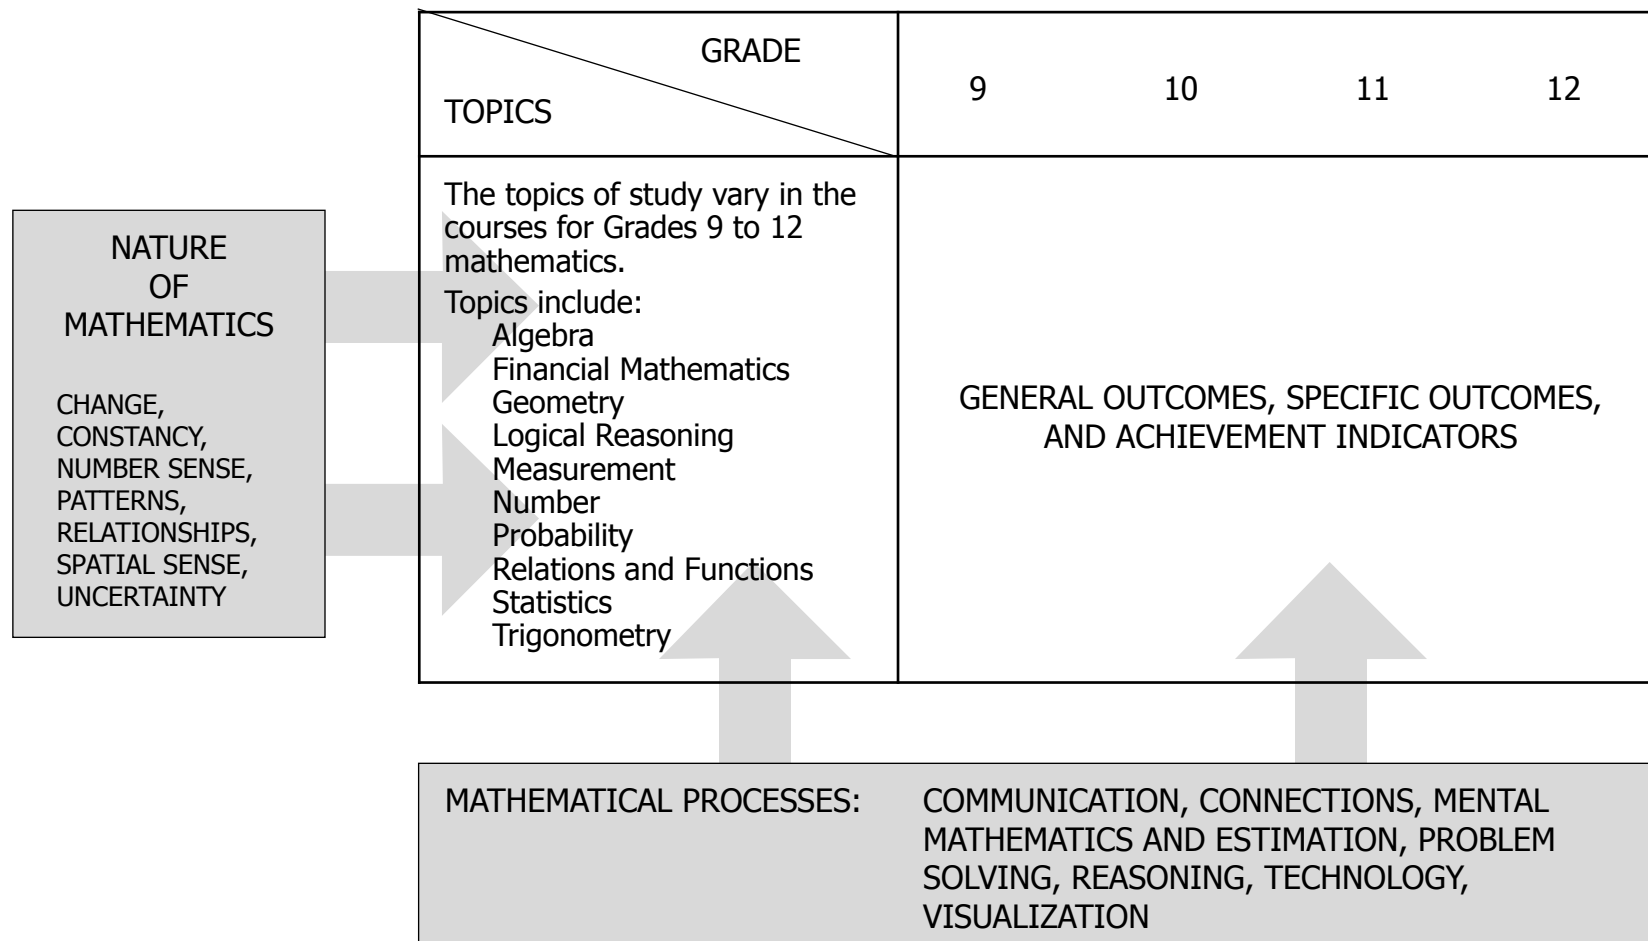 GRADE
TOPICS
9 10 11 12
NATURE
OF
MATHEMATICS
CHANGE,
CONSTANCY,
NUMBER SENSE,
PATTERNS,
RELATIONSHIPS,
SPATIAL SENSE,
UNCERTAINTY
The topics of study vary in the
courses for Grades 9 to 12
mathematics.
Topics include:
Algebra
Financial Mathematics
Geometry
Logical Reasoning
Measurement
Number
Probability
Relations and Functions
Statistics
Trigonometry
GENERAL OUTCOMES, SPECIFIC OUTCOMES,
AND ACHIEVEMENT INDICATORS
MATHEMATICAL PROCESSES: COMMUNICATION, CONNECTIONS, MENTAL
MATHEMATICS AND ESTIMATION, PROBLEM
SOLVING, REASONING, TECHNOLOGY,
VISUALIZATION